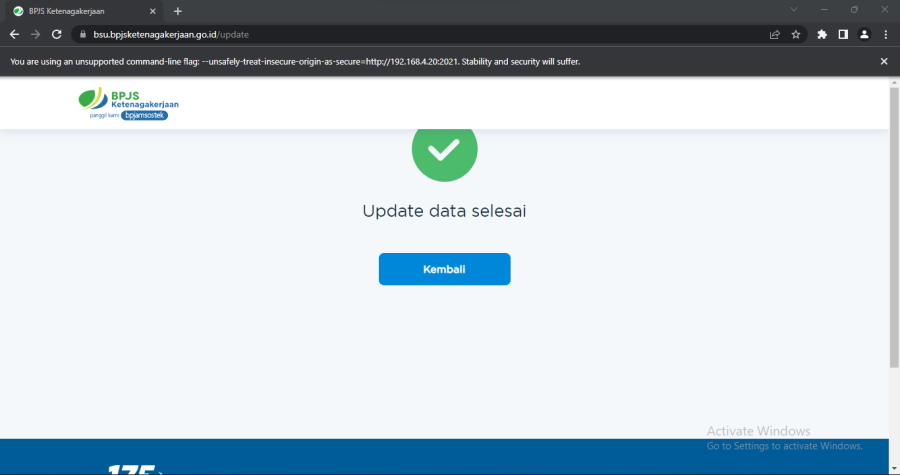 BPJS Ketenagakerjaan
bsu.bpjsketenagakerjaan.go.id/update
You are using an unsupported command-line flag: --unsafely-treat-insecure-origin-as-secure=http://192.168.4.20:2021. Stability and security will suffer.
BPJS
Ketenagakerjaan
panggil kami bpjamsostek
Update data selesai
Kembali
Activate Windows
Go to Settings to activate Windows.
175